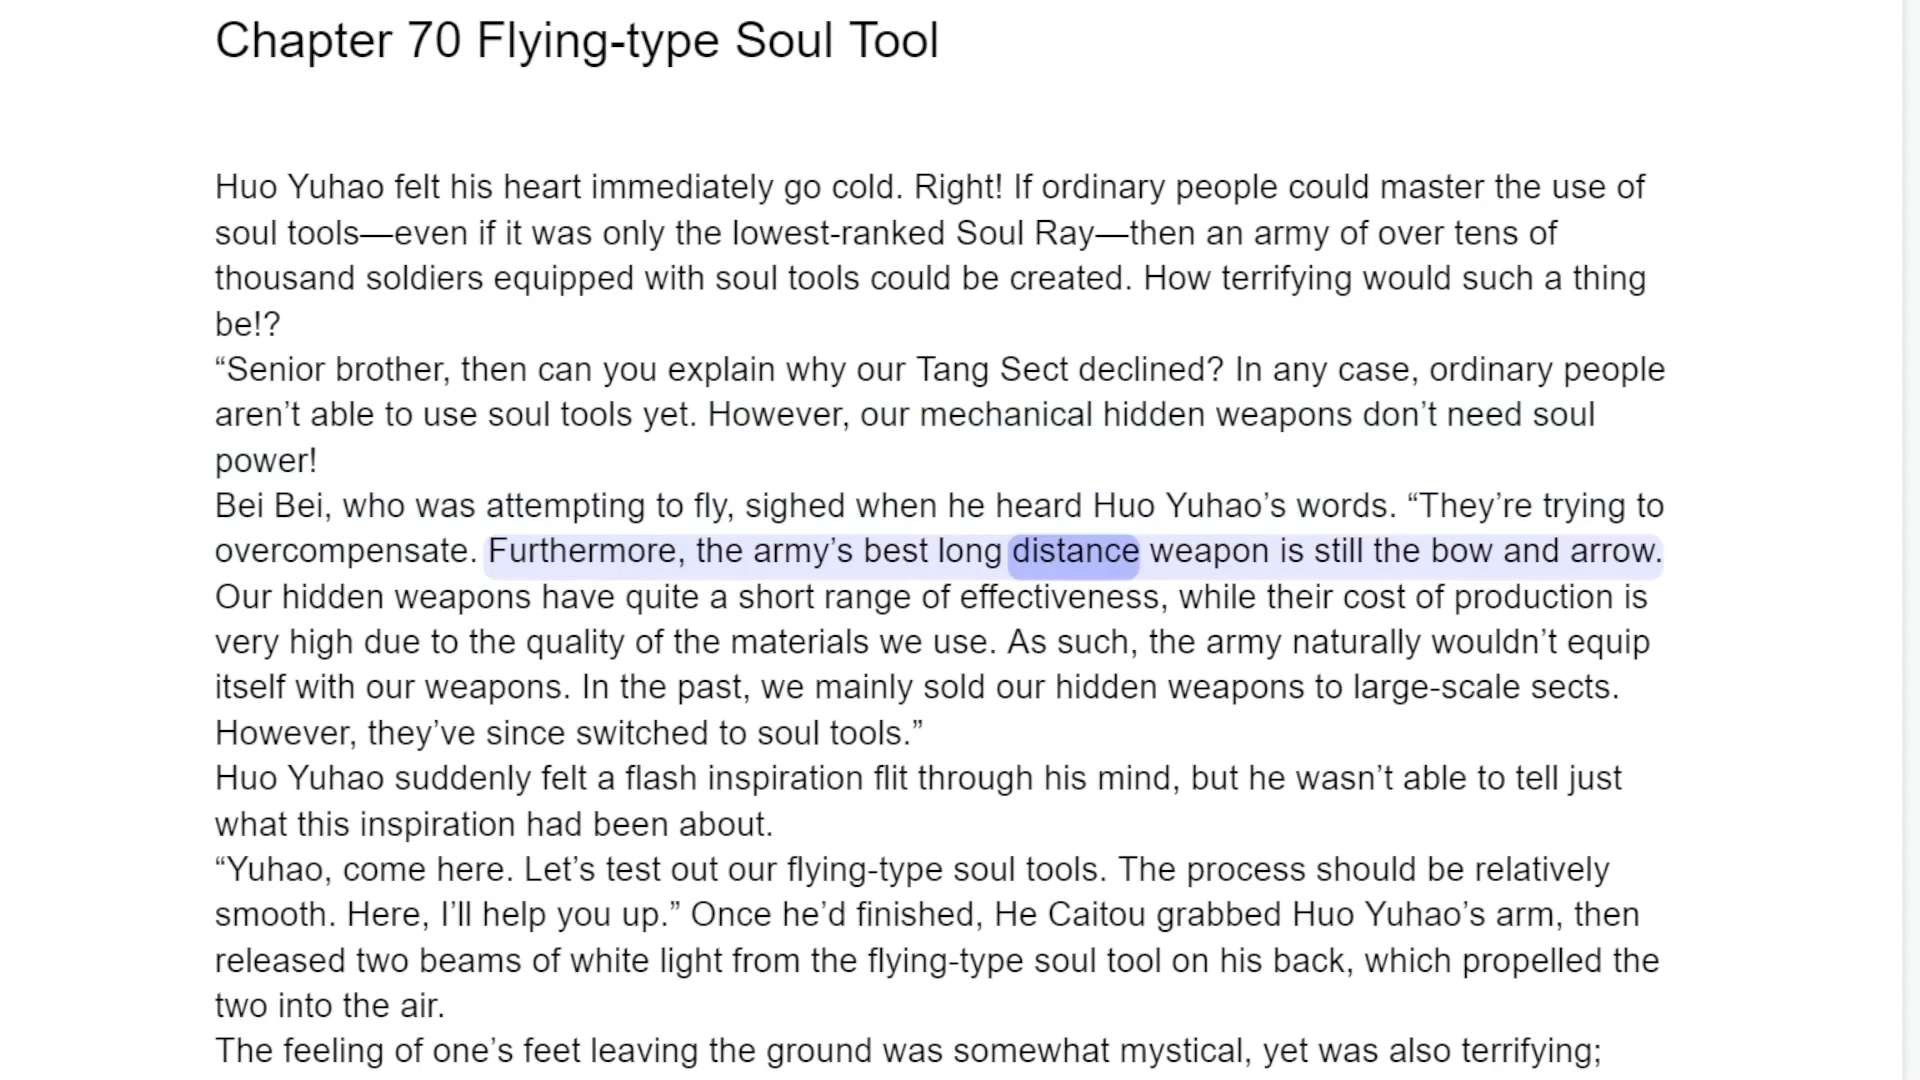 Chapter 70 Flying-type Soul Tool
Huo Yuhao felt his heart immediately go cold. Right! If ordinary people could master the use of
soul tools—even if it was only the lowest-ranked Soul Ray—then an army of over tens of
thousand soldiers equipped with soul tools could be created. How terrifying would such a thing
be!?
“Senior brother, then can you explain why our Tang Sect declined? In any case, ordinary people
aren’t able to use soul tools yet. However, our mechanical hidden weapons don’t need soul
power!
Bei Bei, who was attempting to fly, sighed when he heard Huo Yuhao’s words. “They’re trying to
overcompensate. Furthermore, the army’s best long distance weapon is still the bow and arrow.
Our hidden weapons have quite a short range of effectiveness, while their cost of production is
very high due to the quality of the materials we use. As such, the army naturally wouldn’t equip
itself with our weapons. In the past, we mainly sold our hidden weapons to large-scale sects.
However, they’ve since switched to soul tools.”
Huo Yuhao suddenly felt a flash inspiration flit through his mind, but he wasn’t able to tell just
what this inspiration had been about.
“Yuhao, come here. Let’s test out our flying-type soul tools. The process should be relatively
smooth. Here, I’ll help you up.” Once he’d finished, He Caitou grabbed Huo Yuhao’s arm, then
released two beams of white light from the flying-type soul tool on his back, which propelled the
two into the air.
The feeling of one’s feet leaving the ground was somewhat mystical, yet was also terrifying;